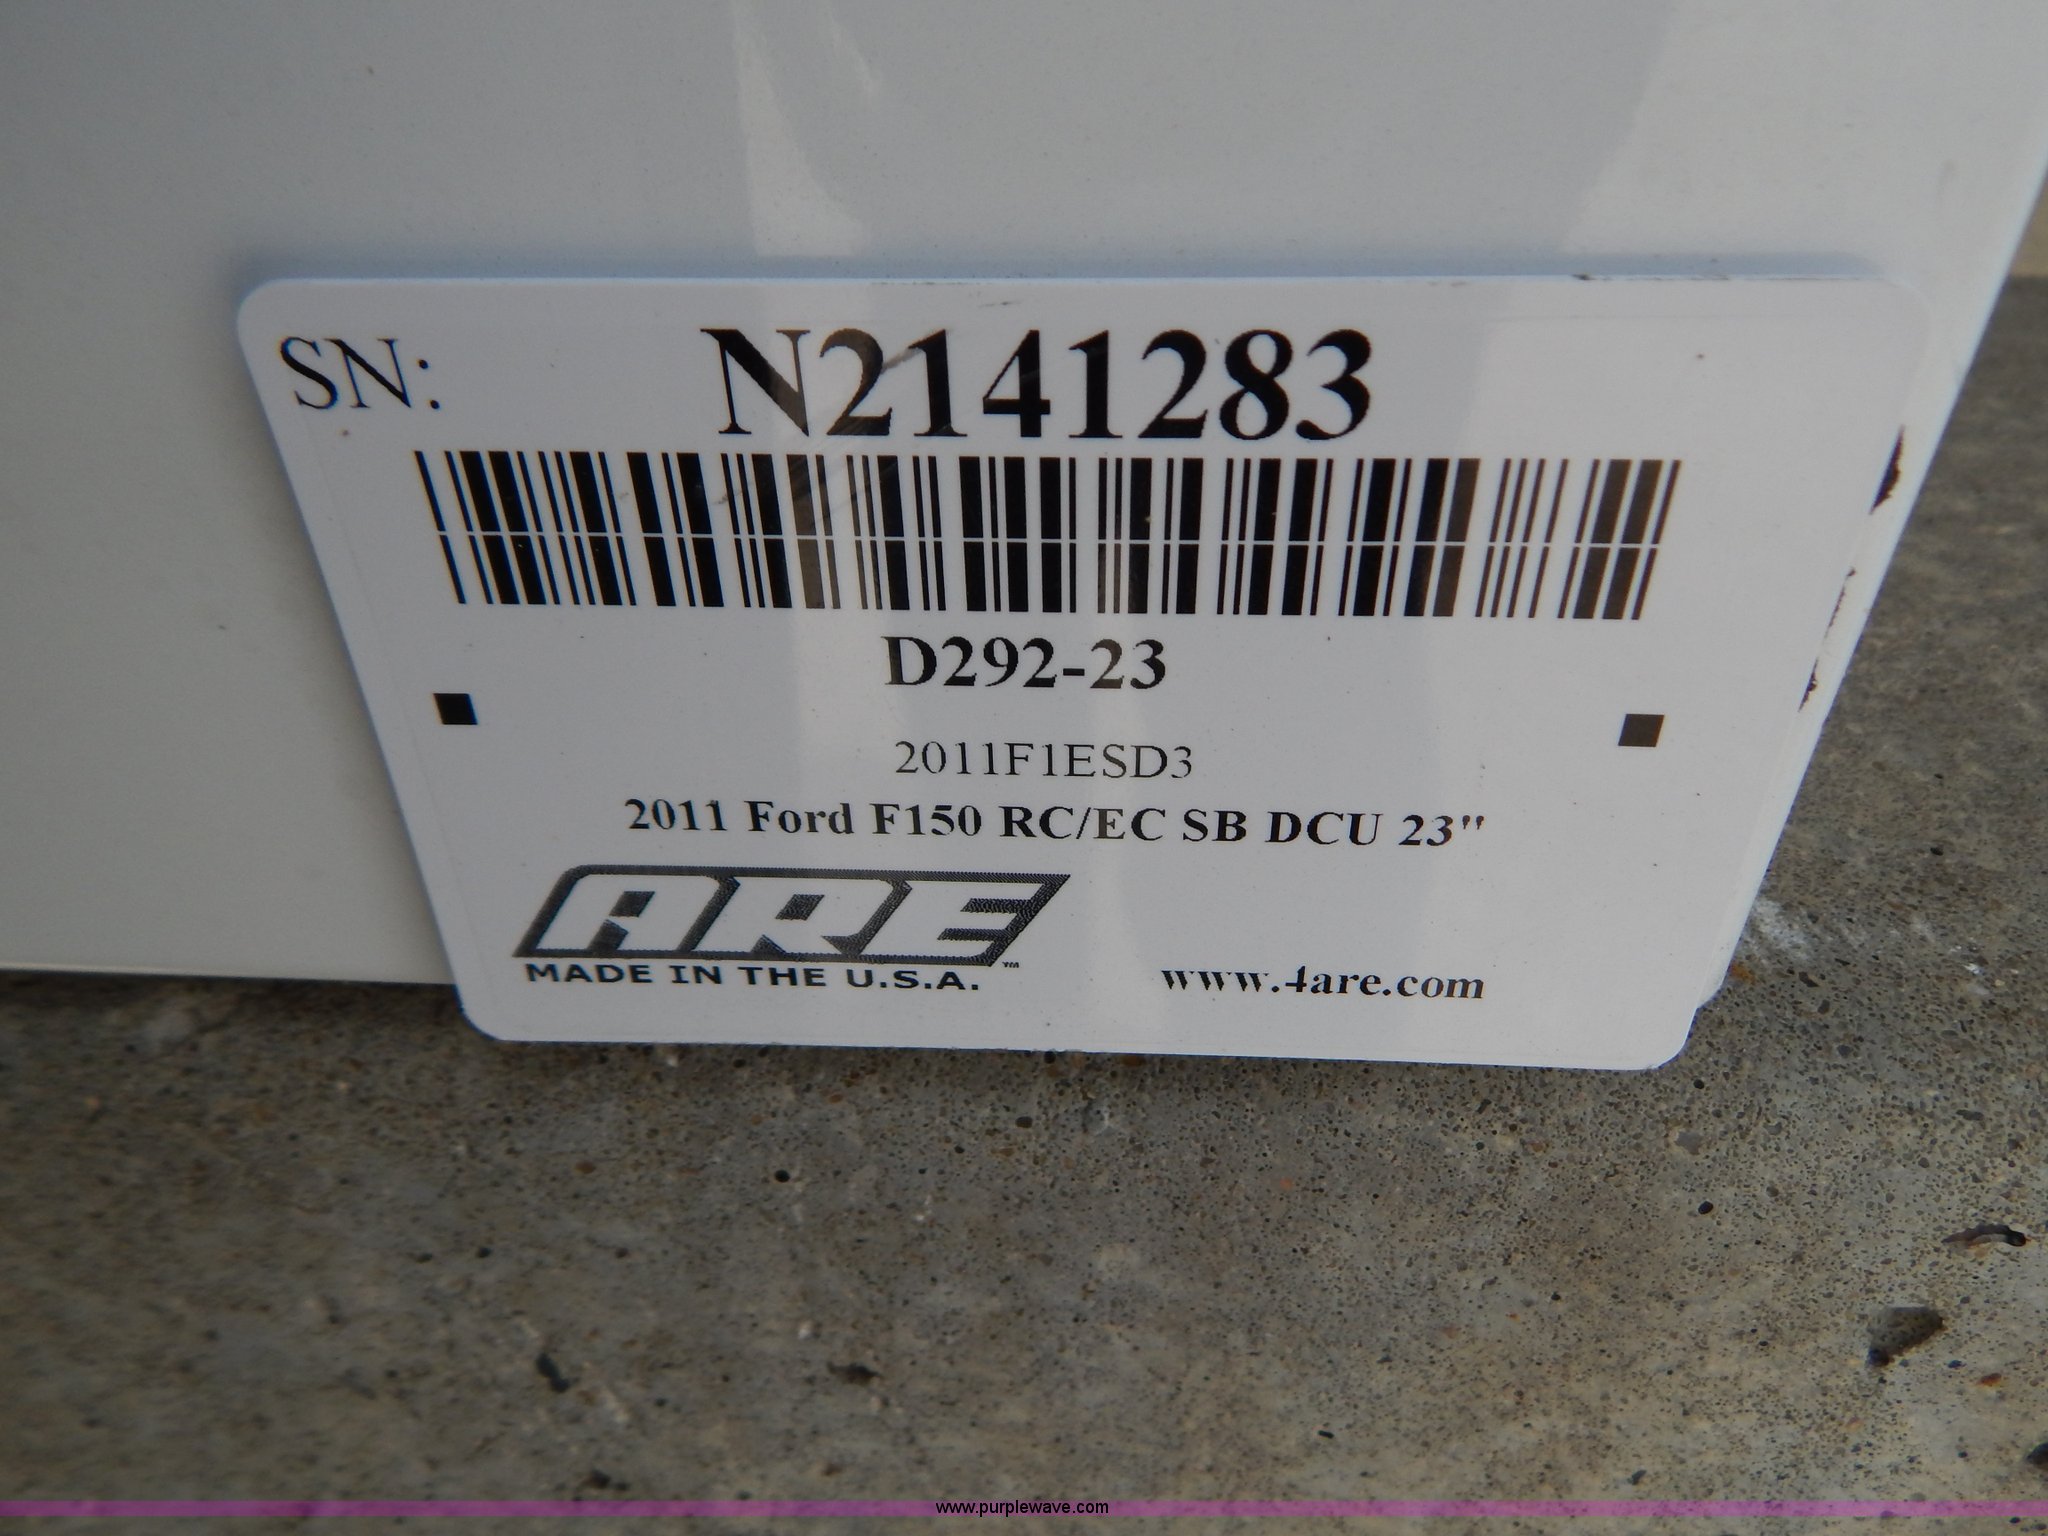 SN: N2141283
D292-23
2011F1ESD3
2011 Ford F150 RC/EC SB DCU 23"
ARE™
MADE IN THE U.S.A.
www.4are.com
www.purplewave.com